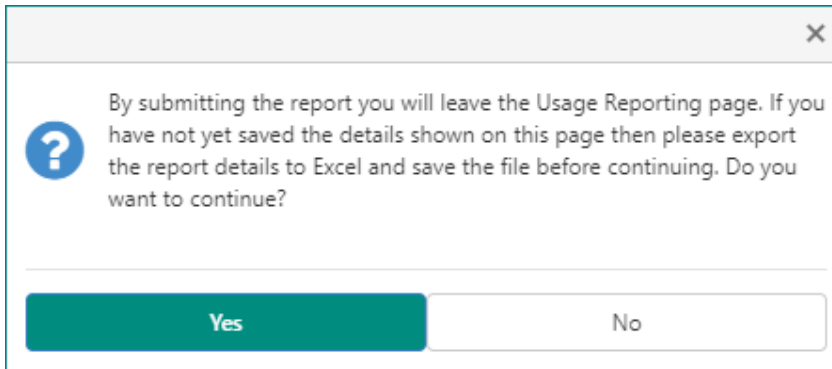 By submitting the report you will leave the Usage Reporting page. If you
have not yet saved the details shown on this page then please export
the report details to Excel and save the file before continuing. Do you
want to continue?
Yes
No